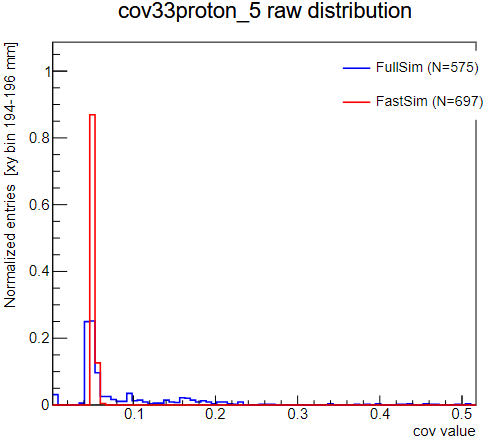 cov33proton_5 raw distribution
Normalized entries  [xy bin 194-196 mm]
1
0.8
0.6
0.4
0.2
0
FullSim (N=575)
FastSim (N=697)
0.1
0.2
0.3
0.4
0.5
cov value